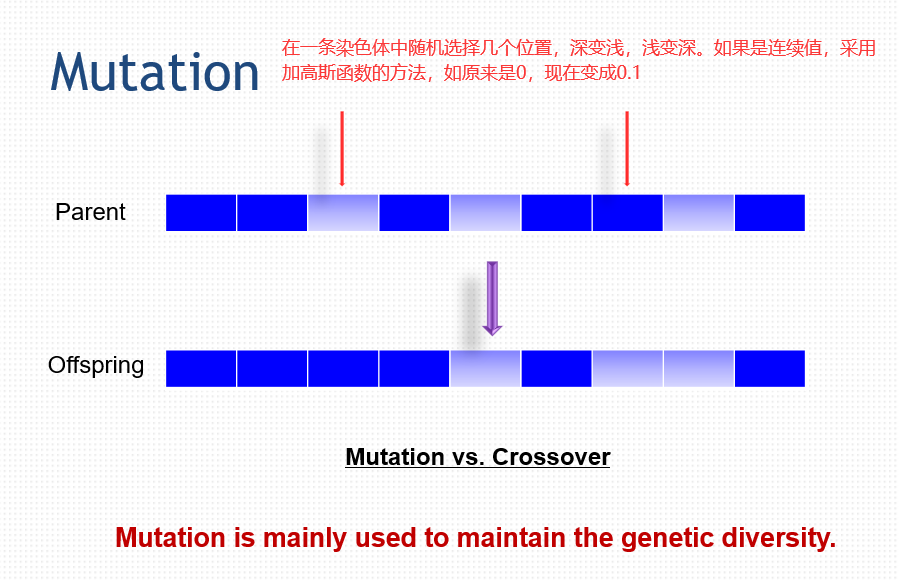 Mutation
在一条染色体中随机选择几个位置，深变浅，浅变深。如果是连续值，采用
加高斯函数的方法，如原来是0，现在变成0.1
Parent
Offspring
Mutation vs. Crossover
Mutation is mainly used to maintain the genetic diversity.